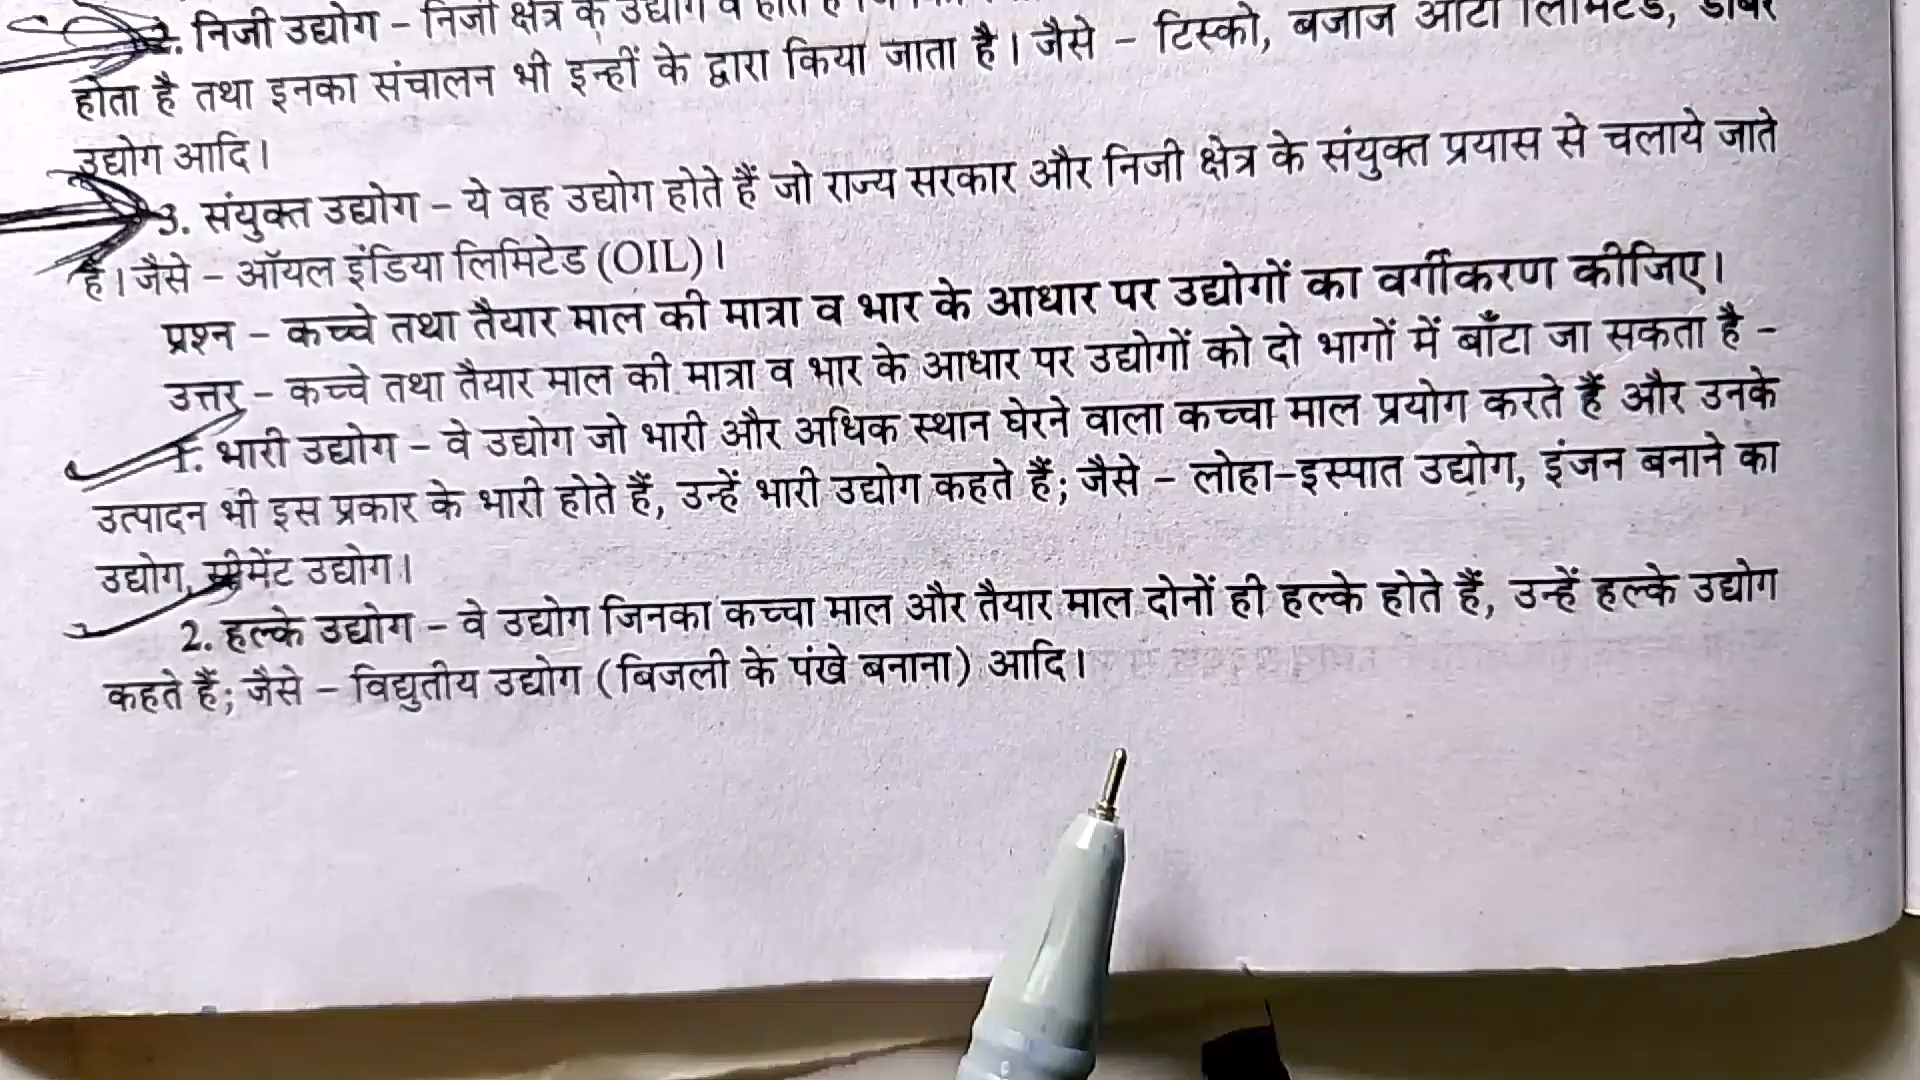 2. निजी उद्योग – निजी क्षेत्र के उद्योग वे होते हैं
होता है तथा इनका संचालन भी इन्हीं के द्वारा किया जाता है। जैसे – टिस्को, बजाज ऑटो लिमिटेड, डाबर
उद्योग आदि।
3. संयुक्त उद्योग – ये वह उद्योग होते हैं जो राज्य सरकार और निजी क्षेत्र के संयुक्त प्रयास से चलाये जाते
हैं। जैसे – ऑयल इंडिया लिमिटेड (OIL)।
प्रश्न – कच्चे तथा तैयार माल की मात्रा व भार के आधार पर उद्योगों का वर्गीकरण कीजिए।
उत्तर – कच्चे तथा तैयार माल की मात्रा व भार के आधार पर उद्योगों को दो भागों में बाँटा जा सकता है –
1. भारी उद्योग – वे उद्योग जो भारी और अधिक स्थान घेरने वाला कच्चा माल प्रयोग करते हैं और उनके
उत्पादन भी इस प्रकार के भारी होते हैं, उन्हें भारी उद्योग कहते हैं; जैसे – लोहा-इस्पात उद्योग, इंजन बनाने का
उद्योग, सीमेंट उद्योग।
2. हल्के उद्योग – वे उद्योग जिनका कच्चा माल और तैयार माल दोनों ही हल्के होते हैं, उन्हें हल्के उद्योग
कहते हैं; जैसे – विद्युतीय उद्योग (बिजली के पंखे बनाना) आदि।